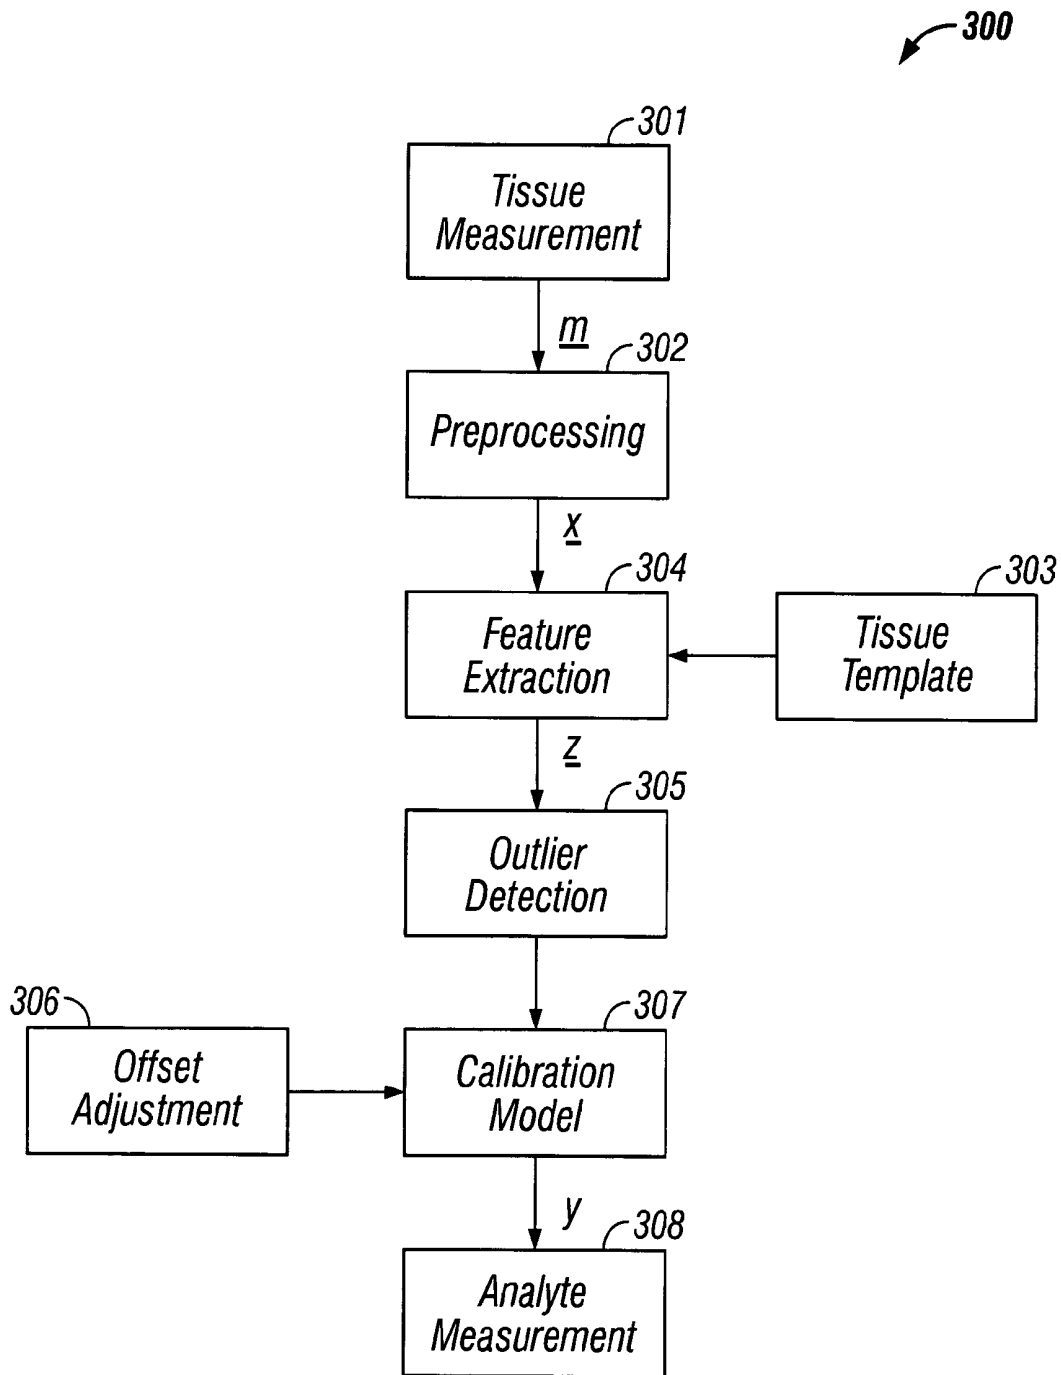 300
301
Tissue
Measurement
m
302
Preprocessing
x
304
Feature
Extraction
303
Tissue
Template
z
305
Outlier
Detection
306
Offset
Adjustment
307
Calibration
Model
y
308
Analyte
Measurement